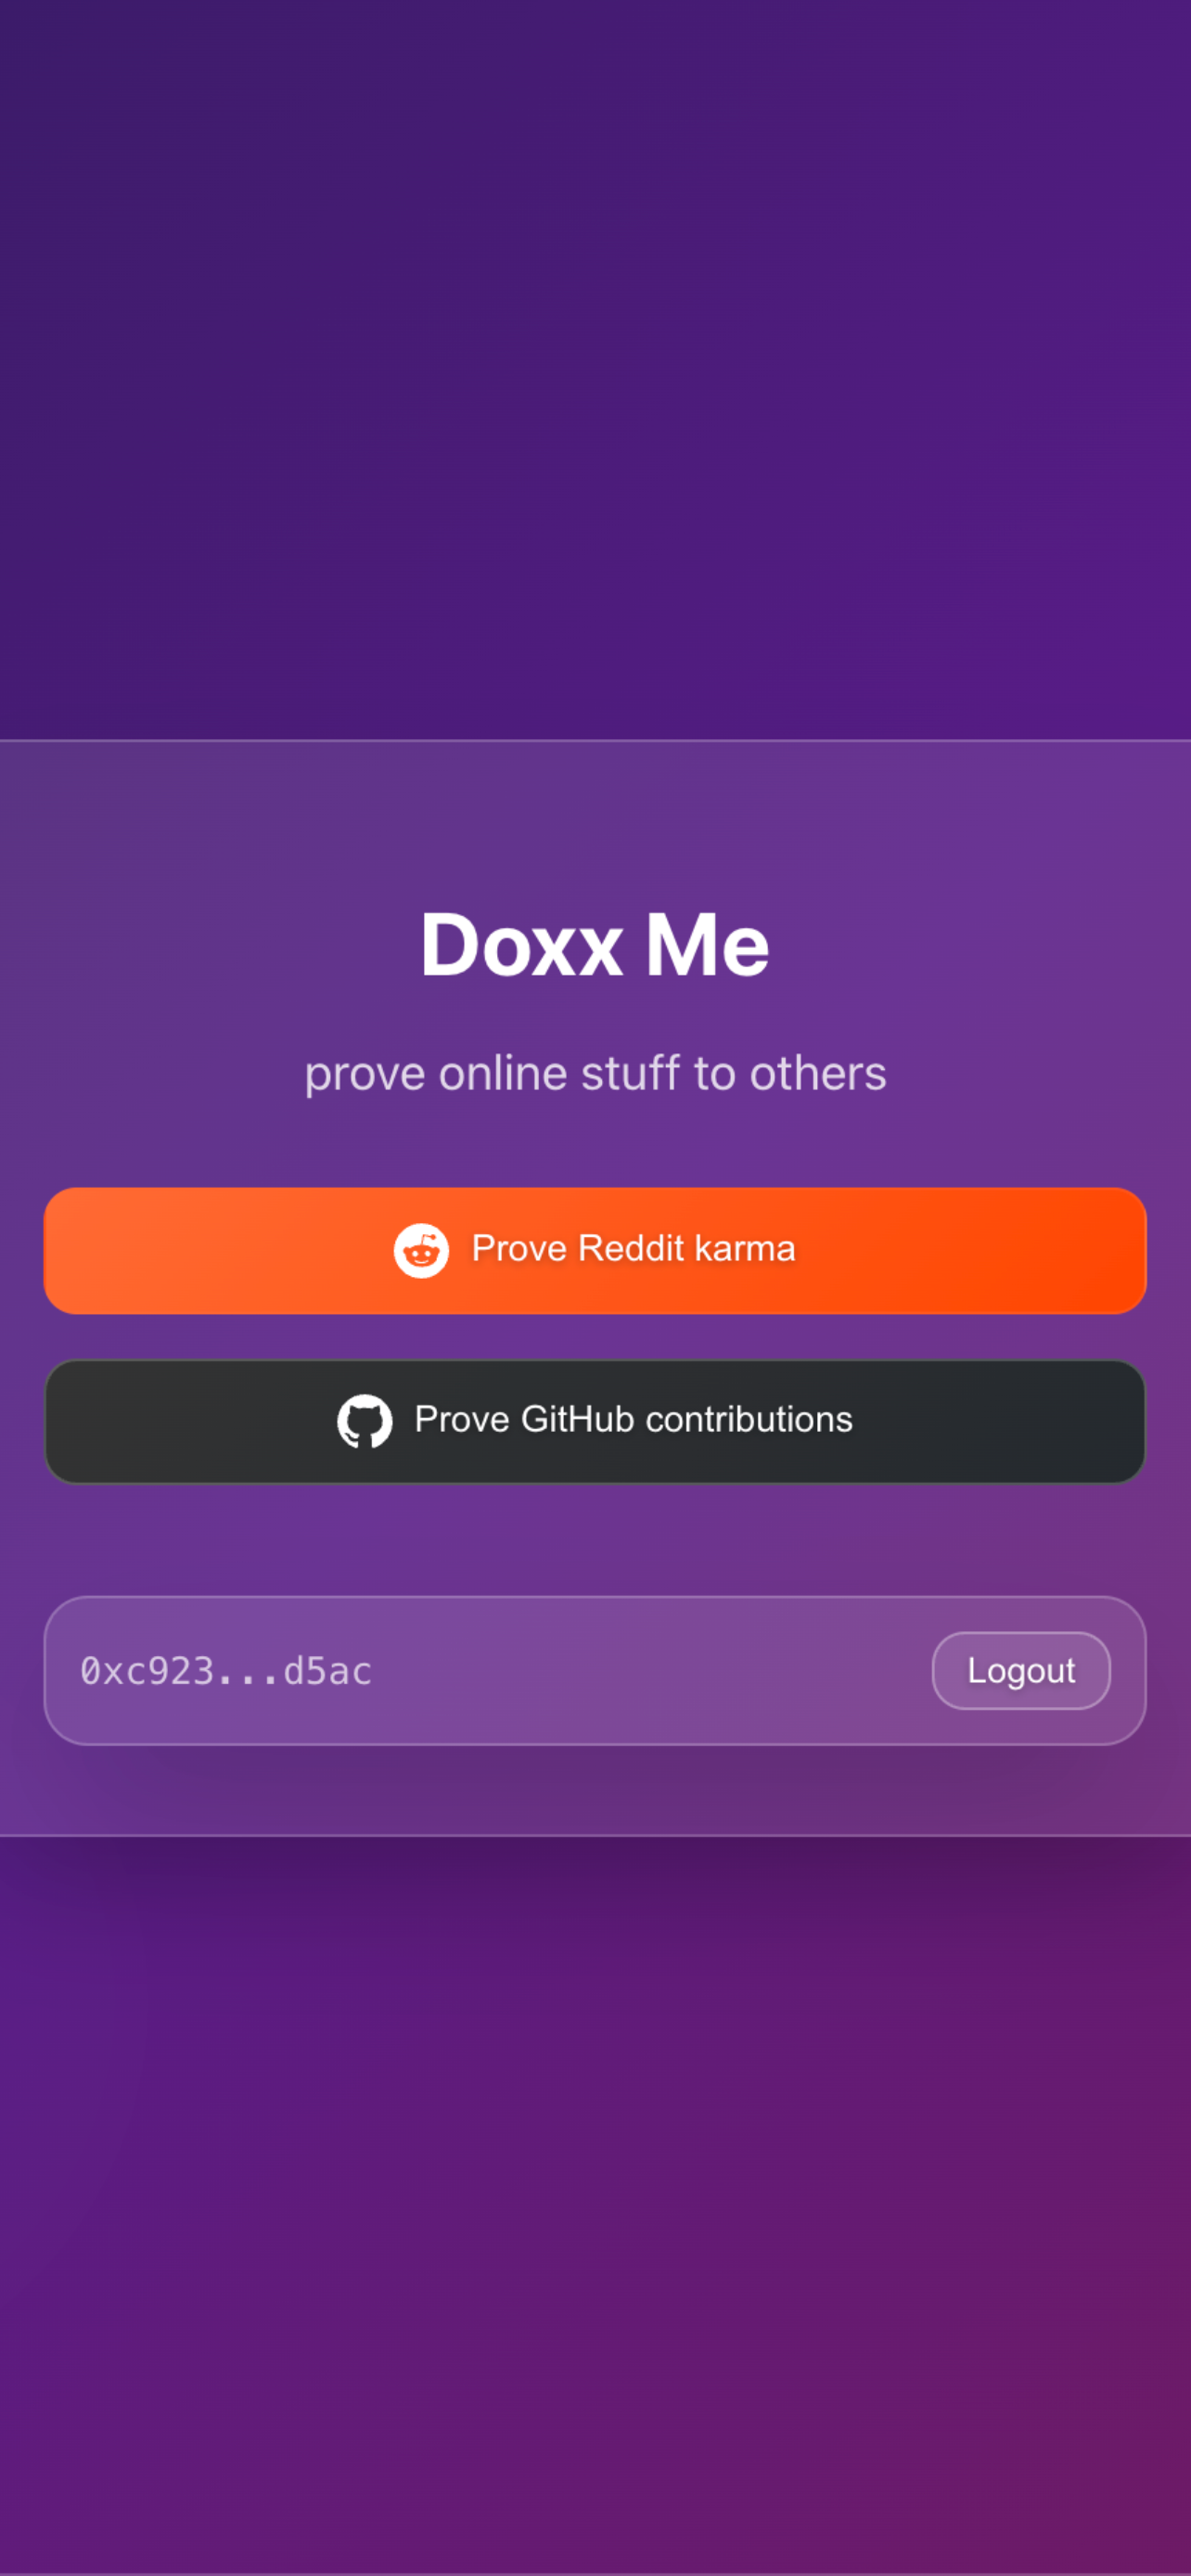 Doxx Me
prove online stuff to others
Prove Reddit karma
Prove GitHub contributions
0xc923...d5ac
Logout